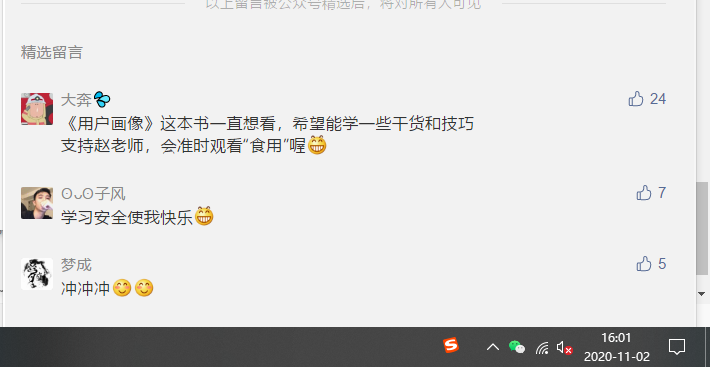 以上留言被公众号精选后，将对所有人可见
精选留言
大奔
24
《用户画像》这本书一直想看，希望能学一些干货和技巧
支持赵老师，会准时观看“食用”喔😁
ʘᴗʘ子风
7
学习安全使我快乐😁
梦成
5
冲冲冲😊😊
16:01
2020-11-02